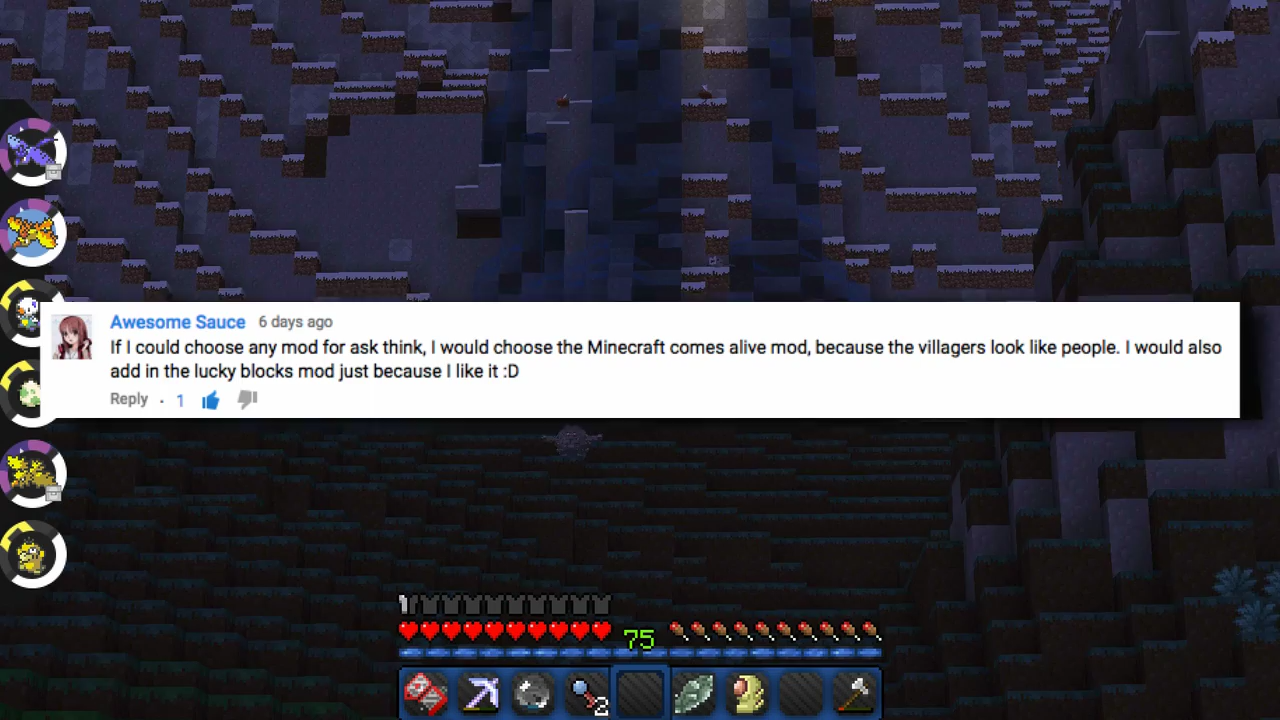 Awesome Sauce 6 days ago
If I could choose any mod for ask think, I would choose the Minecraft comes alive mod, because the villagers look like people. I would also
add in the lucky blocks mod just because I like it :D
Reply · 1
75
2